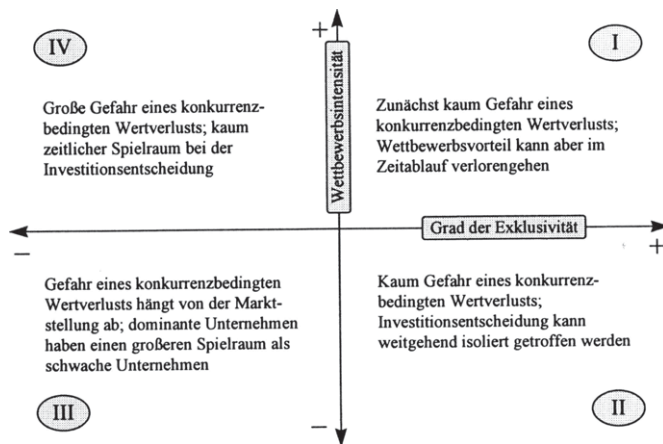 IV
+
I
Wettbewerbsintensität
Große Gefahr eines konkurrenz-
bedingten Wertverlusts; kaum
zeitlicher Spielraum bei der
Investitionsentscheidung
Zunächst kaum Gefahr eines
konkurrenzbedingten Wertverlusts;
Wettbewerbsvorteil kann aber im
Zeitablauf verlorengehen
Grad der Exklusivität
−
+
Gefahr eines konkurrenzbedingten
Wertverlusts hängt von der Markt-
stellung ab; dominante Unternehmen
haben einen großeren Spielraum als
schwache Unternehmen
Kaum Gefahr eines konkurrenz-
bedingten Wertverlusts;
Investitionsentscheidung kann
weitgehend isoliert getroffen werden
III
−
II